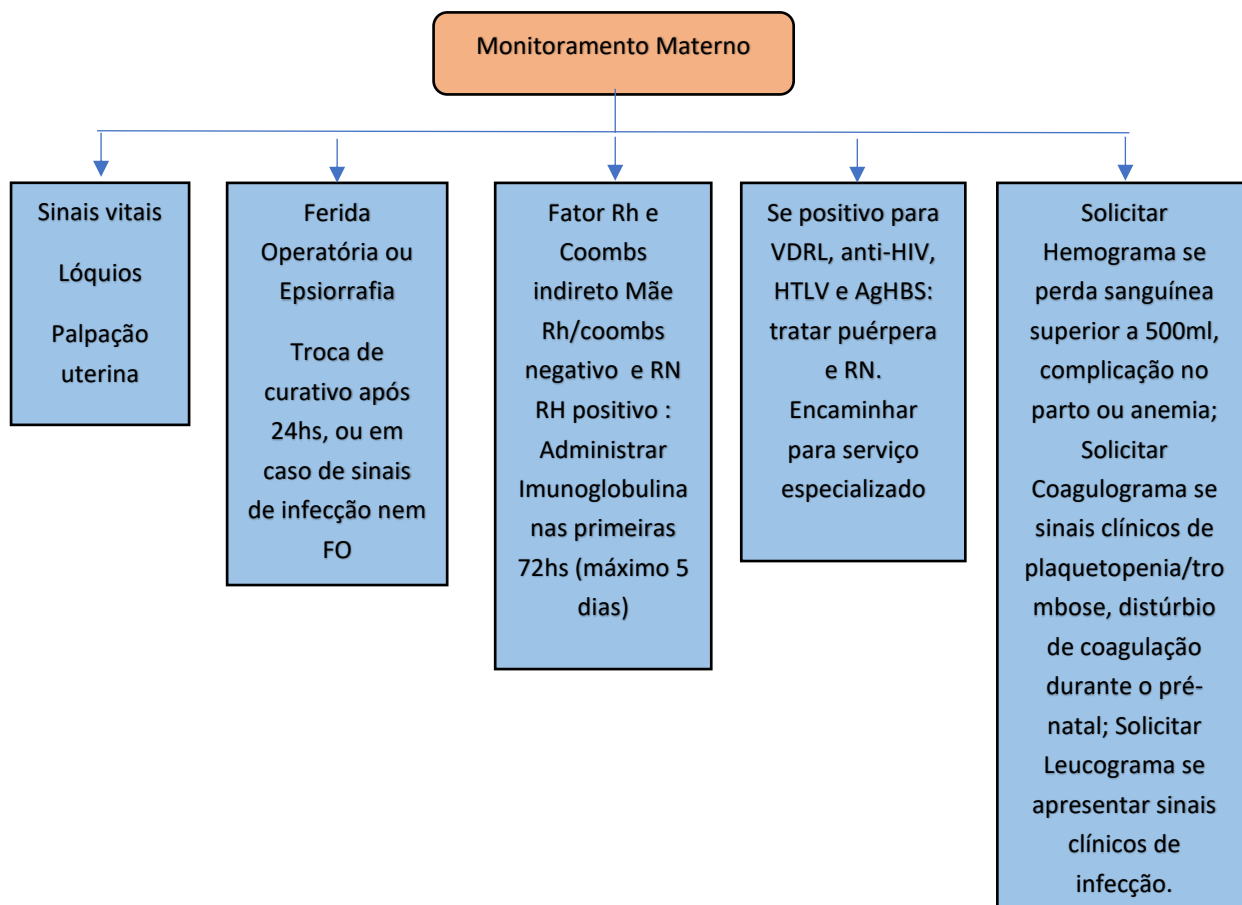 Monitoramento Materno
Sinais vitais
Lóquios
Palpação
uterina
Ferida
Operatória ou
Epsiorrafia
Troca de
curativo após
24hs, ou em
caso de sinais
de infecção nem
FO
Fator Rh e
Coombs
indireto Mãe
Rh/coombs
negativo e RN
RH positivo :
Administrar
Imunoglobulina
nas primeiras
72hs (máximo 5
dias)
Se positivo para
VDRL, anti-HIV,
HTLV e AgHBS:
tratar puérpera
e RN.
Encaminhar
para serviço
especializado
Solicitar
Hemograma se
perda sanguínea
superior a 500ml,
complicação no
parto ou anemia;
Solicitar
Coagulograma se
sinais clínicos de
plaquetopenia/tro
mbose, distúrbio
de coagulação
durante o pré-
natal; Solicitar
Leucograma se
apresentar sinais
clínicos de
infecção.